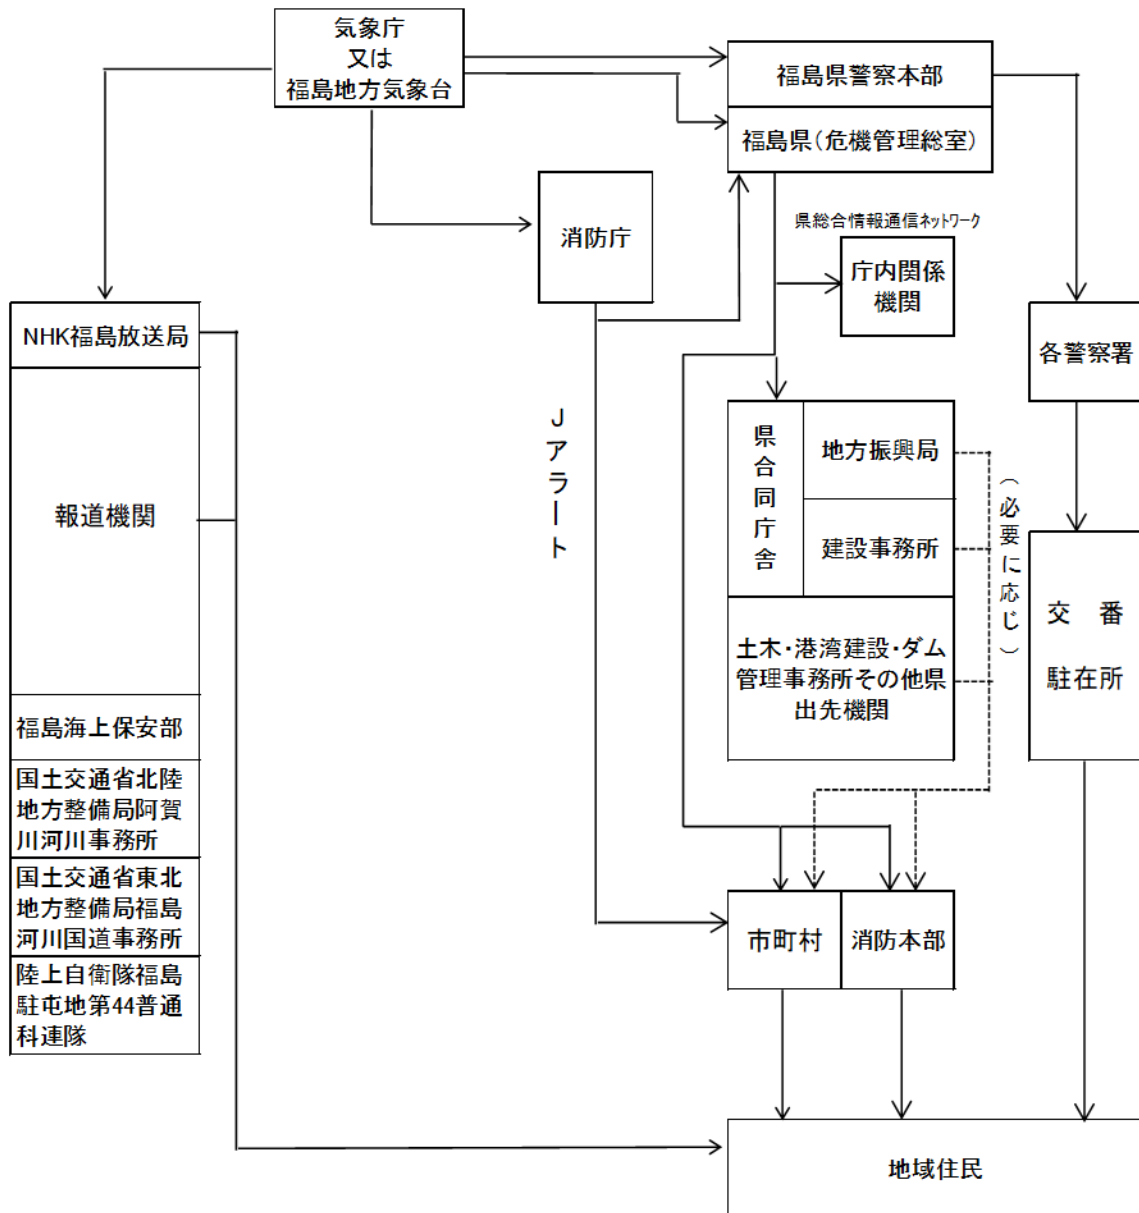 気象庁
又は
福島地方気象台
福島県警察本部
福島県(危機管理総室)
消防庁
県総合情報通信ネットワーク
庁内関係
機関
NHK福島放送局
各警察署
Jアラート
県合同庁舎
地方振興局
建設事務所
(必要に応じ)
報道機関
交 番
駐在所
土木・港湾建設・ダム
管理事務所その他県
出先機関
福島海上保安部
国土交通省北陸
地方整備局阿賀
川河川事務所
国土交通省東北
地方整備局福島
河川国道事務所
陸上自衛隊福島
駐屯地第44普通
科連隊
市町村
消防本部
地域住民